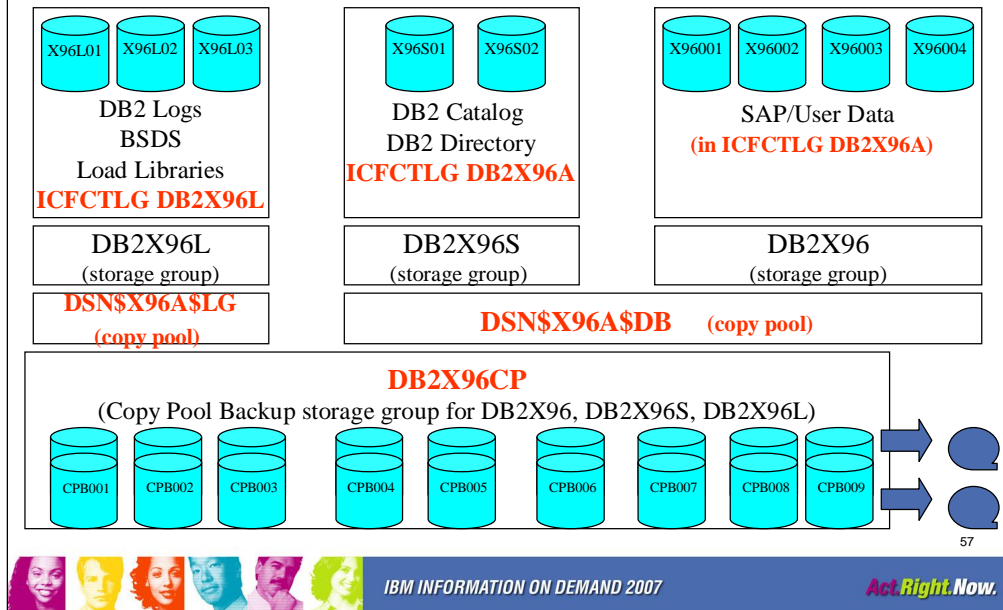 X96L01
X96L02
X96L03
DB2 Logs
BSDS
Load Libraries
ICFCTLG DB2X96L
X96S01
X96S02
DB2 Catalog
DB2 Directory
ICFCTLG DB2X96A
X96001
X96002
X96003
X96004
SAP/User Data
(in ICFCTLG DB2X96A)
DB2X96L
(storage group)
DB2X96S
(storage group)
DB2X96
(storage group)
DSN$X96A$LG
(copy pool)
DSN$X96A$DB (copy pool)
DB2X96CP
(Copy Pool Backup storage group for DB2X96, DB2X96S, DB2X96L)
CPB001
CPB002
CPB003
CPB004
CPB005
CPB006
CPB007
CPB008
CPB009
57
IBM INFORMATION ON DEMAND 2007
Act.Right.Now.